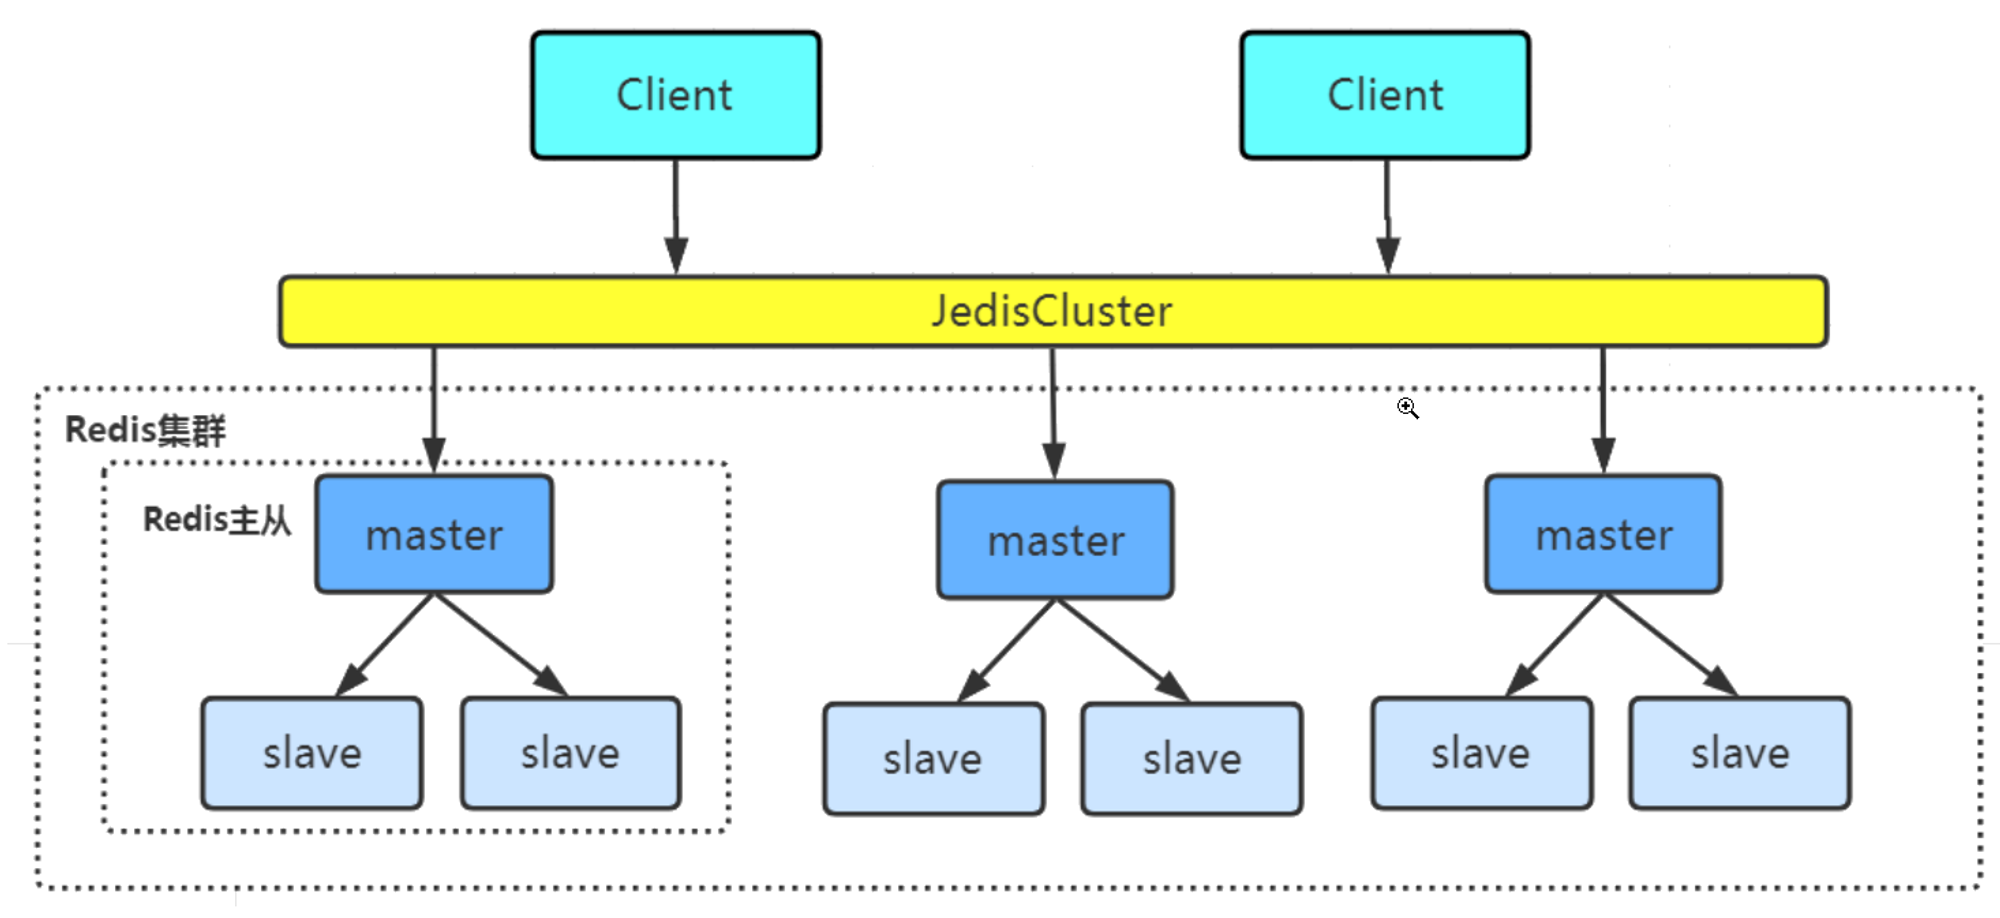 Client
Client
JedisCluster
Redis集群
Redis主从
master
master
master
slave
slave
slave
slave
slave
slave